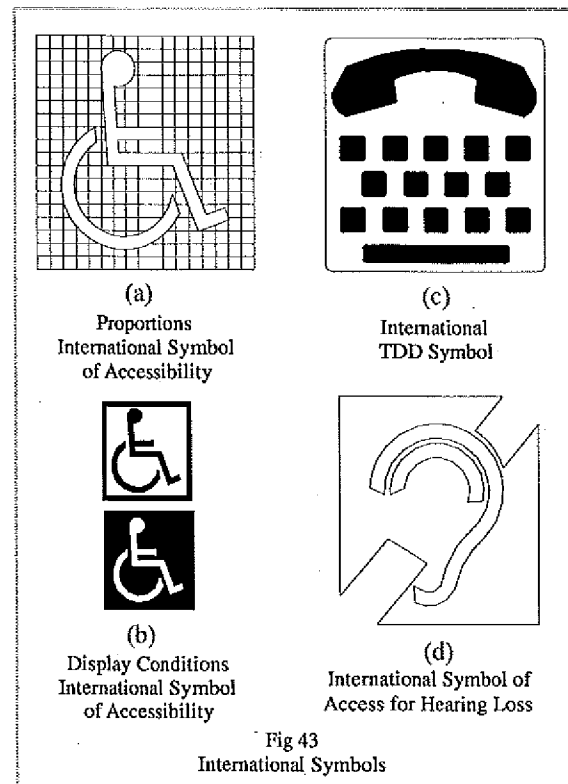 (a)
Proportions
International Symbol
of Accessibility
(c)
International
TDD Symbol
(b)
Display Conditions
International Symbol
of Accessibility
(d)
International Symbol of
Access for Hearing Loss
Fig 43
International Symbols